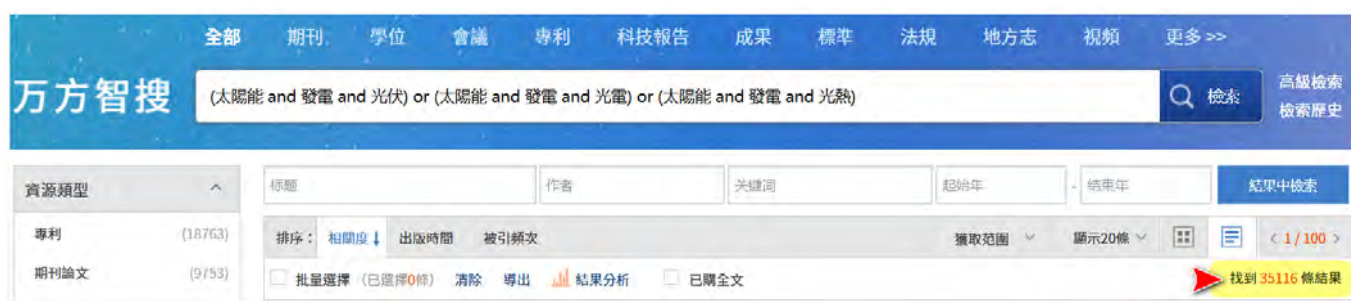 全部 期刊 學位 會議 專利 科技報告 成果 標準 法規 地方志 視頻 更多>>
万方智搜 (太陽能 and 發電 and 光伏) or (太陽能 and 發電 and 光電) or (太陽能 and 發電 and 光熱) 檢索 高級檢索
檢索歷史
資源類型 标题 作者 关键词 起始年 - 结束年 結果中檢索
專利 (18763) 排序： 相關度 出版時間 被引頻次 獲取范圍 顯示20條 < 1 / 100 >
期刊論文 (9753) 批量選擇 (已選擇0條) 清除 導出 結果分析 已購全文 找到 35116 條結果